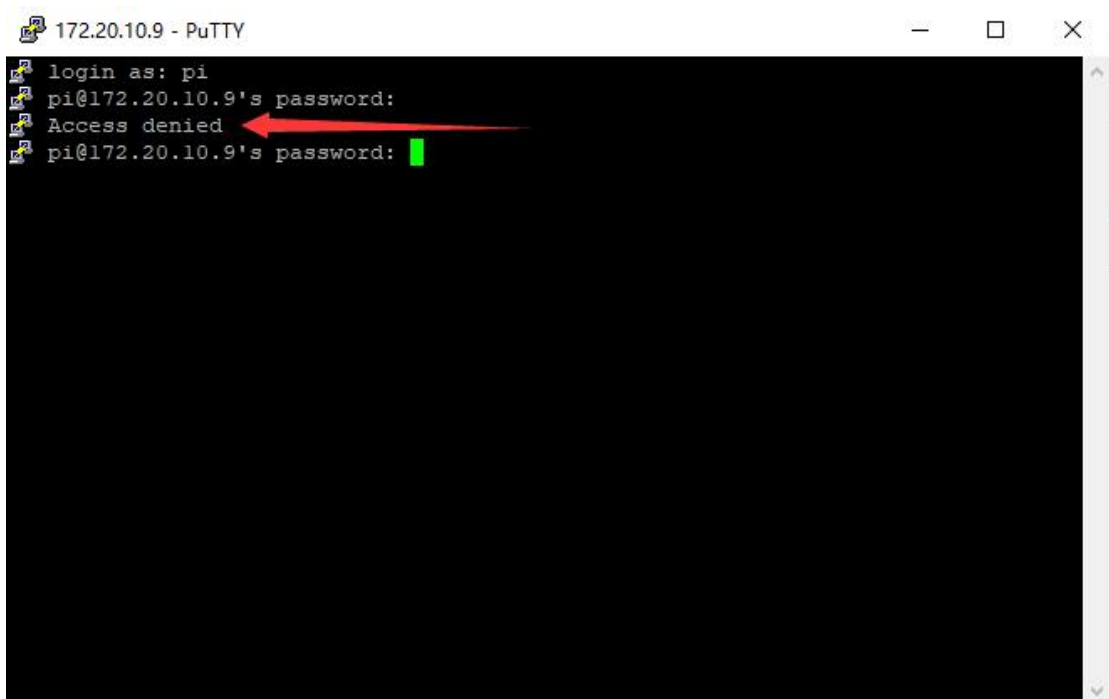 172.20.10.9 - PuTTY
login as: pi
pi@172.20.10.9's password:
Access denied
pi@172.20.10.9's password: